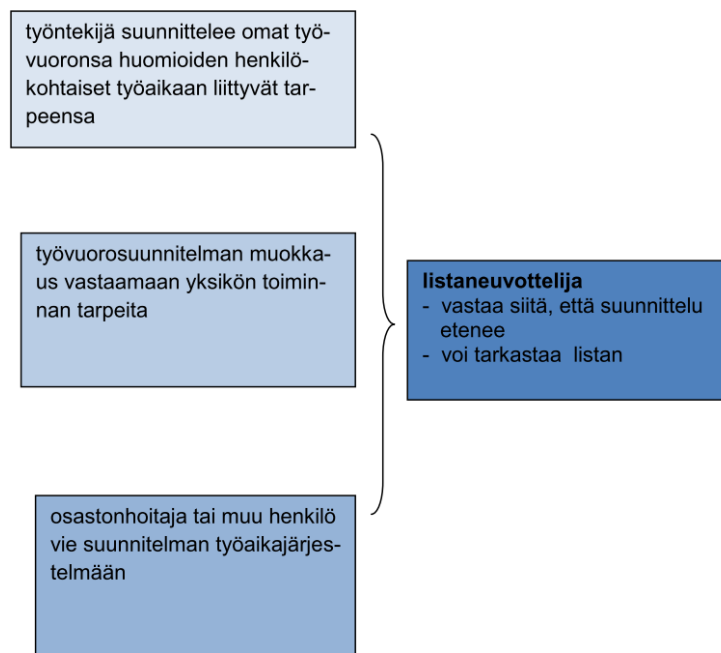 työntekijä suunnittelee omat työ-
vuoronsa huomioiden henkilö-
kohtaiset työaikaan liittyvät tar-
peensa
työvuorosuunnitelman muokka-
us vastaamaan yksikön toimin-
nan tarpeita
listaneuvottelija
- vastaa siitä, että suunnittelu
etenee
- voi tarkastaa listan
osastonhoitaja tai muu henkilö
vie suunnitelman työaikajärjes-
telmään